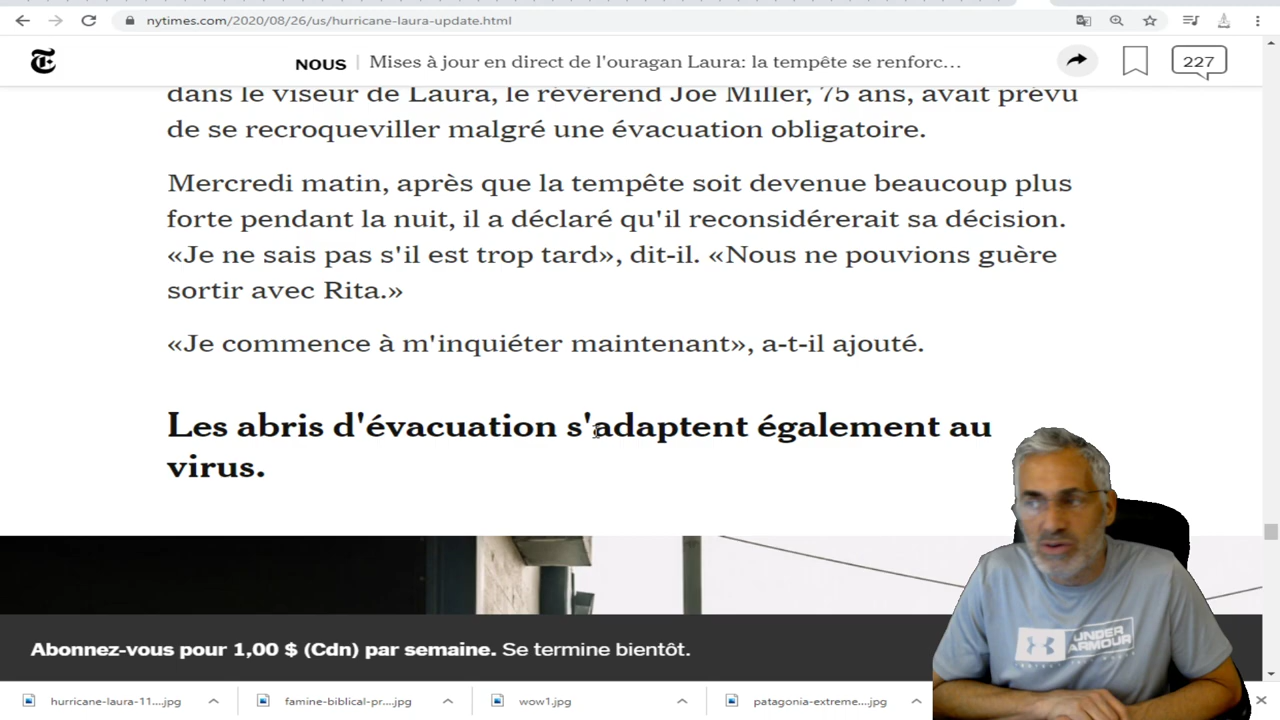 nytimes.com/2020/08/26/us/hurricane-laura-update.html
NOUS | Mises à jour en direct de l'ouragan Laura: la tempête se renforc...
227
dans le viseur de Laura, le révérend Joe Miller, 75 ans, avait prévu
de se recroqueviller malgré une évacuation obligatoire.
Mercredi matin, après que la tempête soit devenue beaucoup plus
forte pendant la nuit, il a déclaré qu'il reconsidérerait sa décision.
«Je ne sais pas s'il est trop tard», dit-il. «Nous ne pouvions guère
sortir avec Rita.»
«Je commence à m'inquiéter maintenant», a-t-il ajouté.
Les abris d'évacuation s'adaptent également au
virus.
UNDER
ARMOUR
Abonnez-vous pour 1,00 $ (Cdn) par semaine. Se termine bientôt.
hurricane-laura-11....jpg
famine-biblical-pr....jpg
wow1.jpg
patagonia-extreme....jpg